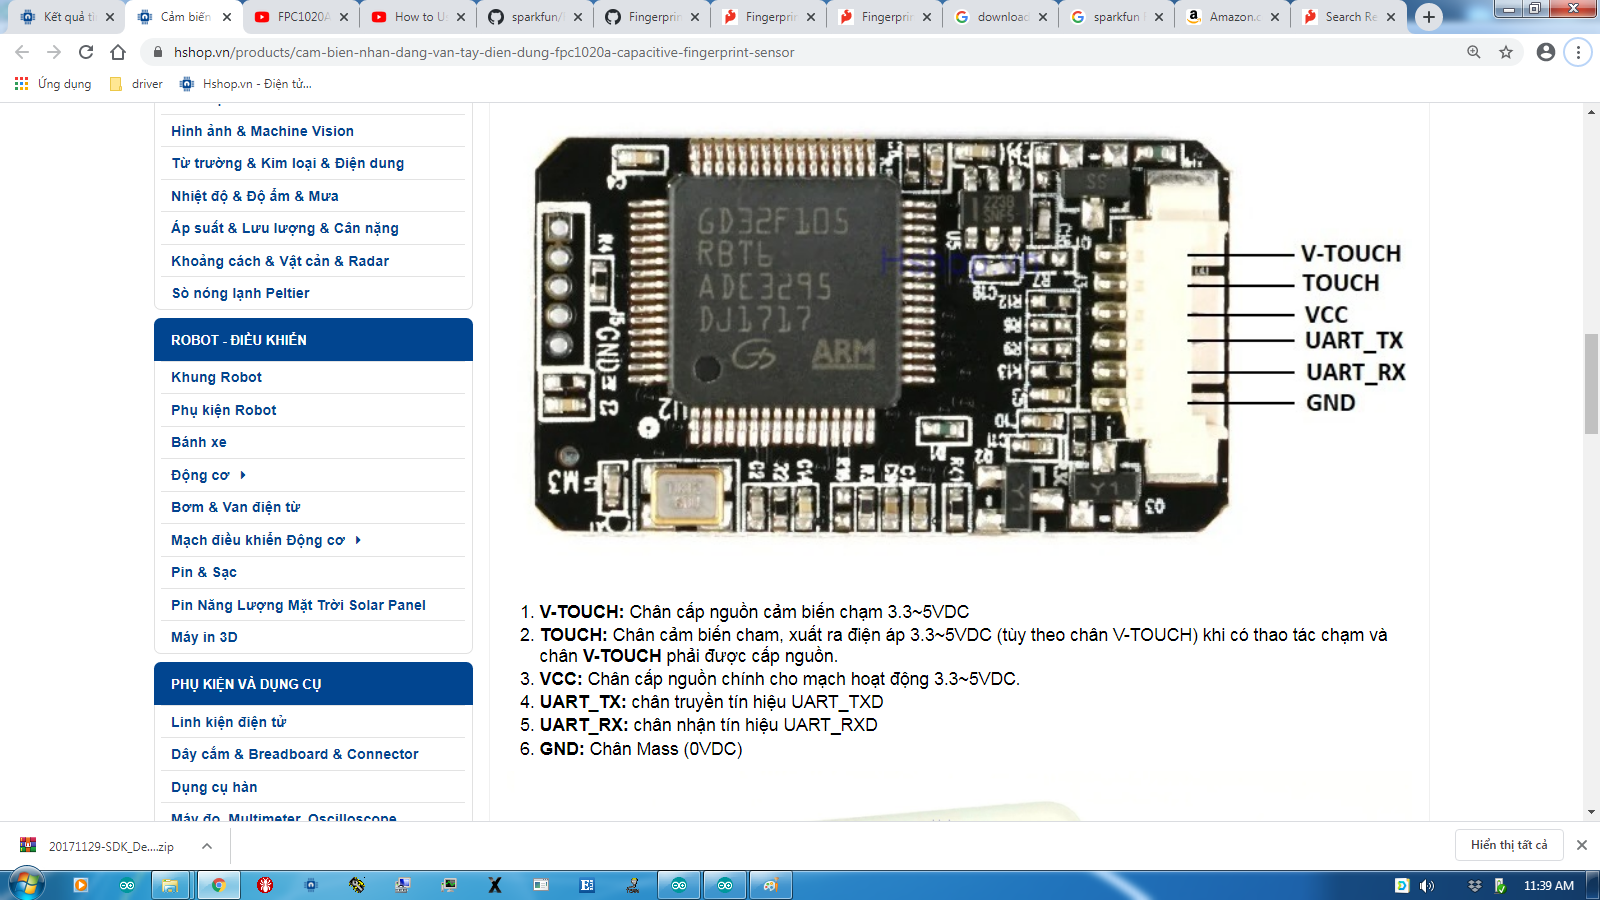 Kết quả tì
Cảm biến
FPC1020A
How to U
sparkfun/
Fingerprin
Fingerprin
Fingerprin
download
sparkfun
Amazon.c
Search Re
hshop.vn/products/cam-bien-nhan-dang-van-tay-dien-dung-fpc1020a-capacitive-fingerprint-sensor
Ứng dụng
driver
Hshop.vn - Điện tử...
Hình ảnh & Machine Vision
Từ trường & Kim loại & Điện dung
Nhiệt độ & Độ ẩm & Mưa
Áp suất & Lưu lượng & Cân nặng
Khoảng cách & Vật cản & Radar
Sò nóng lạnh Peltier
ROBOT - ĐIỀU KHIỂN
Khung Robot
Phụ kiện Robot
Bánh xe
Động cơ
Bơm & Van điện từ
Mạch điều khiển Động cơ
Pin & Sạc
Pin Năng Lượng Mặt Trời Solar Panel
Máy in 3D
PHỤ KIỆN VÀ DỤNG CỤ
Linh kiện điện tử
Dây cắm & Breadboard & Connector
Dụng cụ hàn
Máy đo, Multimeter, Oscilloscope
GD32F105
RBT6
ADE3295
DJ1717
ARM
Hshop.vn
V-TOUCH
TOUCH
VCC
UART_TX
UART_RX
GND
1. V-TOUCH: Chân cấp nguồn cảm biến chạm 3.3~5VDC
2. TOUCH: Chân cảm biến cham, xuất ra điện áp 3.3~5VDC (tùy theo chân V-TOUCH) khi có thao tác chạm và
chân V-TOUCH phải được cấp nguồn.
3. VCC: Chân cấp nguồn chính cho mạch hoạt động 3.3~5VDC.
4. UART_TX: chân truyền tín hiệu UART_TXD
5. UART_RX: chân nhận tín hiệu UART_RXD
6. GND: Chân Mass (0VDC)
20171129-SDK_De....zip
Hiển thị tất cả
11:39 AM